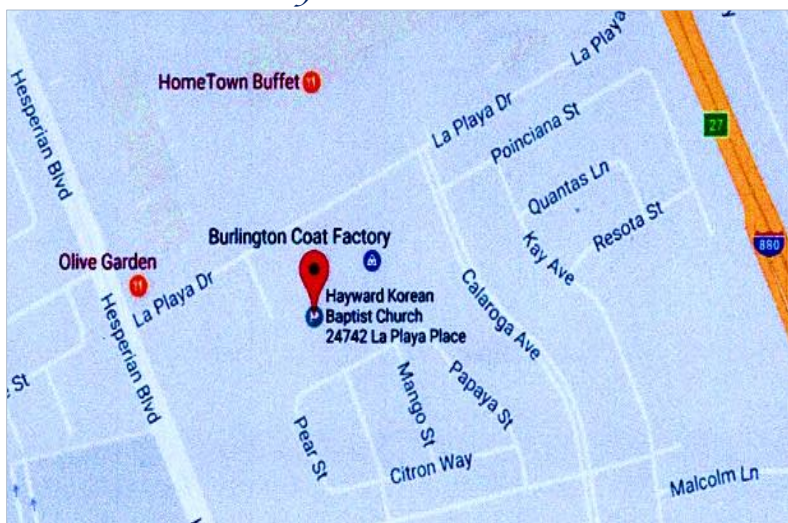 La Playa
HomeTown Buffet
La Playa Dr
Poinciana St
27
Hesperian Blvd
Quantas Ln
Resota St
Kay Ave
880
Burlington Coat Factory
Olive Garden
La Playa Dr
Hayward Korean
Baptist Church
24742 La Playa Place
Calaroga Ave
Hesperian Blvd
St
Mango St
Papaya St
Pear St
Citron Way
Malcolm Ln